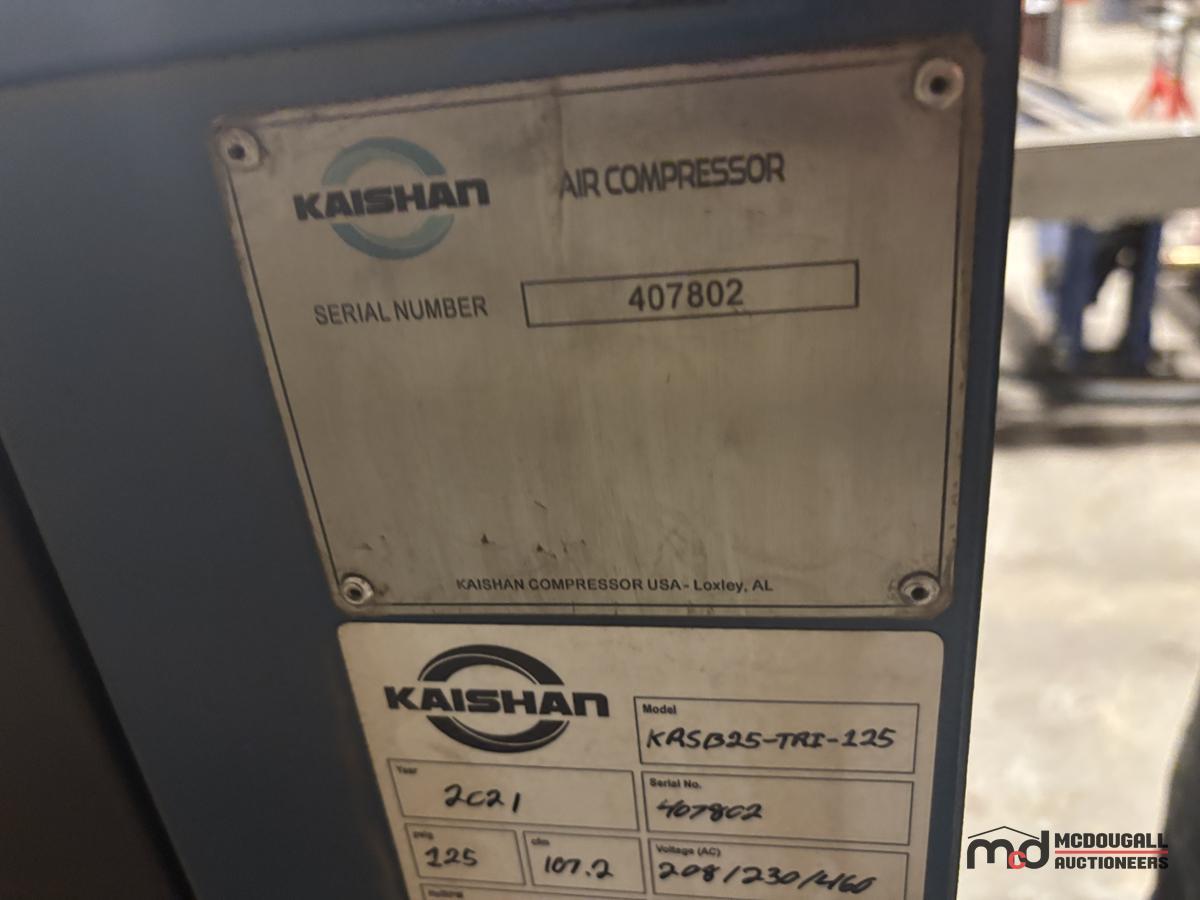 KAISHAN
AIR COMPRESSOR
SERIAL NUMBER
407802
KAISHAN COMPRESSOR USA - Loxley, AL
KAISHAN
Model
KRSB25-TRI-125
Year
2021
Serial No.
407802
psig
125
cfm
107.2
Voltage (AC)
208/230/460
mcd MCDOUGALL
AUCTIONEERS